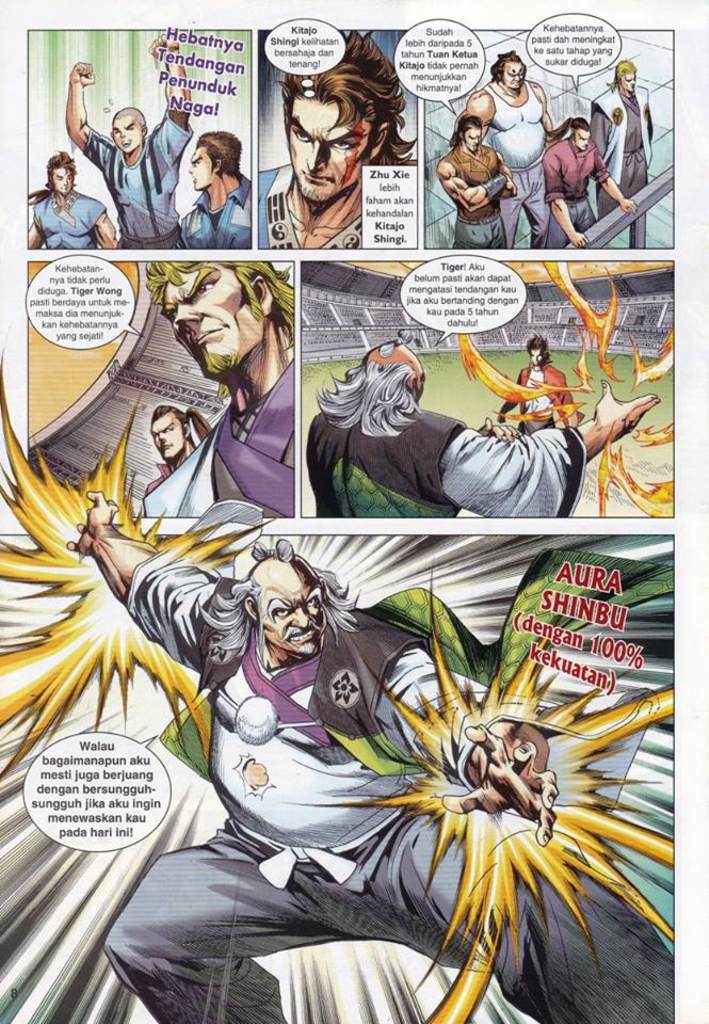 Hebatnya
Tendangan
Penunduk
Naga!
Kitajo
Shingi kelihatan
bersahaja dan
tenang!
Zhu Xie
lebih
faham akan
kehandalan
Kitajo
Shingi.
Sudah
lebih daripada 5
tahun Tuan Ketua
Kitajo tidak pernah
menunjukkan
hikmatnya!
Kehebatannya
pasti dah meningkat
ke satu tahap yang
sukar diduga!
Kehebatan-
nya tidak perlu
diduga. Tiger Wong
pasti berdaya untuk me-
maksa dia menunjuk-
kan kehebatannya
yang sejati!
Tiger! Aku
belum pasti akan dapat
mengatasi tendangan kau
jika aku bertanding dengan
kau pada 5 tahun
dahulu!
AURA
SHINBU
(dengan 100%
kekuatan)
Walau
bagaimanapun aku
mesti juga berjuang
dengan bersungguh-
sungguh jika aku ingin
menewaskan kau
pada hari ini!
8